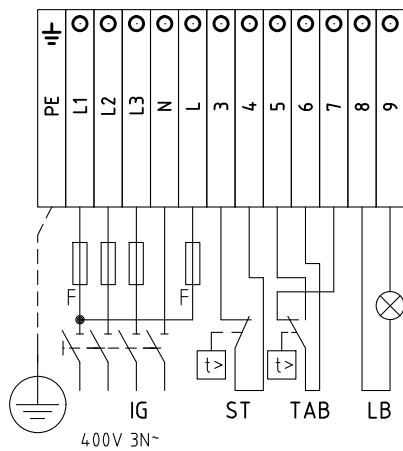 PE L1 L2 L3 N L 3 4 5 6 7 8 9
F F
t> t>
IG ST TAB LB
400V 3N~